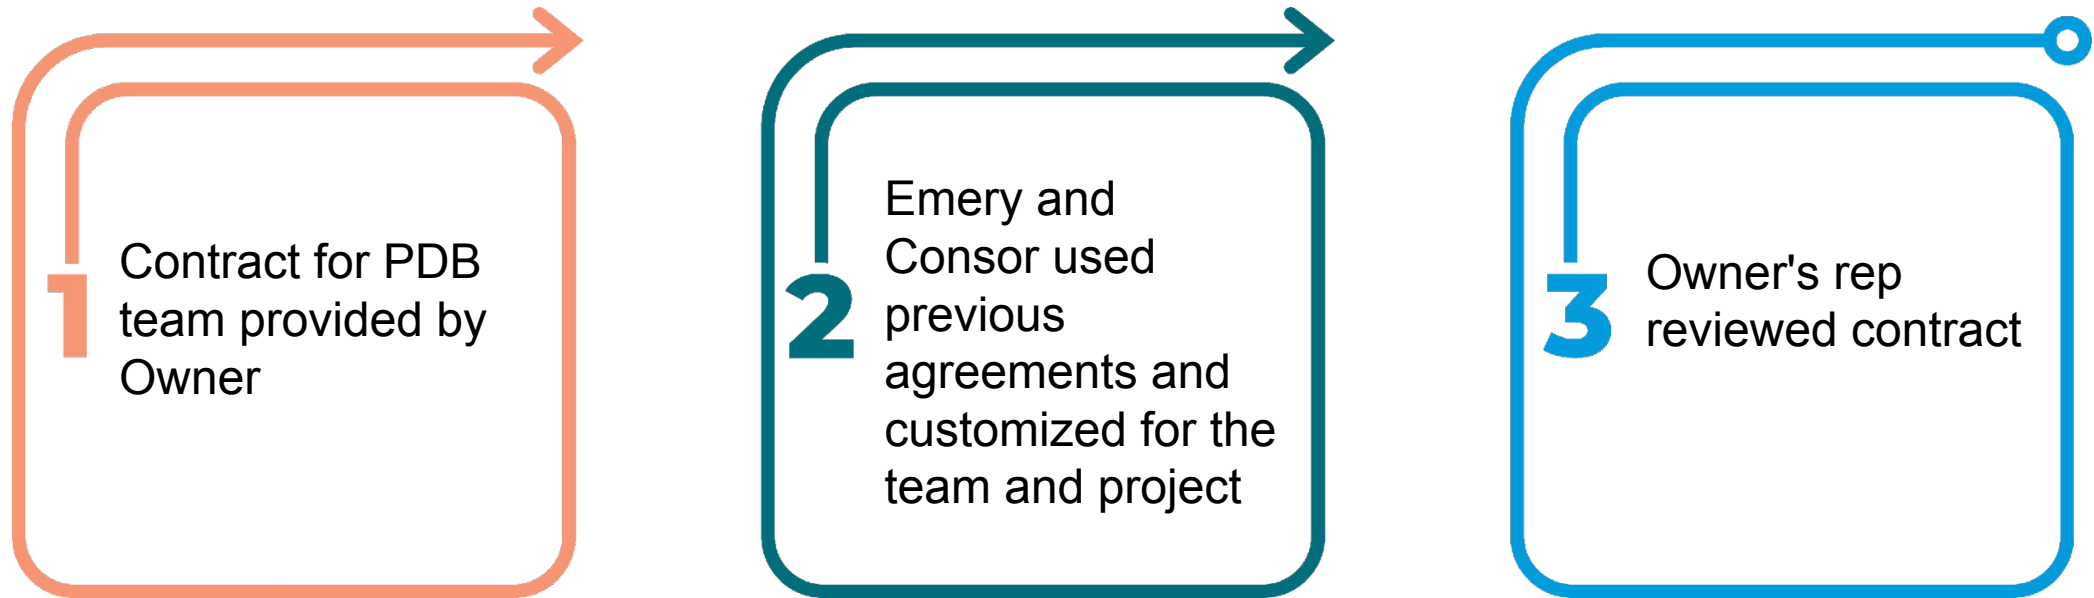 1
Contract for PDB
team provided by
Owner
2
Emery and
Consor used
previous
agreements and
customized for the
team and project
3
Owner's rep
reviewed contract